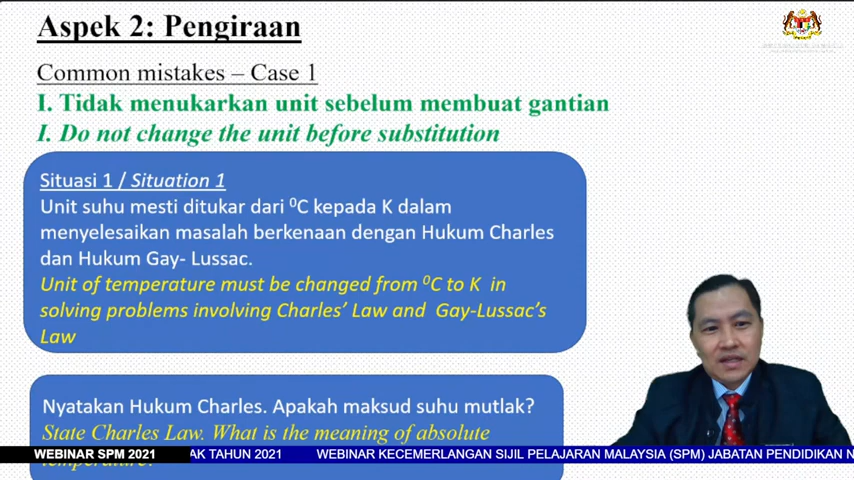 Aspek 2: Pengiraan
Common mistakes – Case 1
I. Tidak menukarkan unit sebelum membuat gantian
I. Do not change the unit before substitution
Situasi 1 / Situation 1
Unit suhu mesti ditukar dari ⁰C kepada K dalam
menyelesaikan masalah berkenaan dengan Hukum Charles
dan Hukum Gay- Lussac.
Unit of temperature must be changed from ⁰C to K in
solving problems involving Charles’ Law and Gay-Lussac’s
Law
Nyatakan Hukum Charles. Apakah maksud suhu mutlak?
State Charles Law. What is the meaning of absolute
WEBINAR SPM 2021 AK TAHUN 2021 WEBINAR KECEMERLANGAN SIJIL PELAJARAN MALAYSIA (SPM) JABATAN PENDIDIKAN N